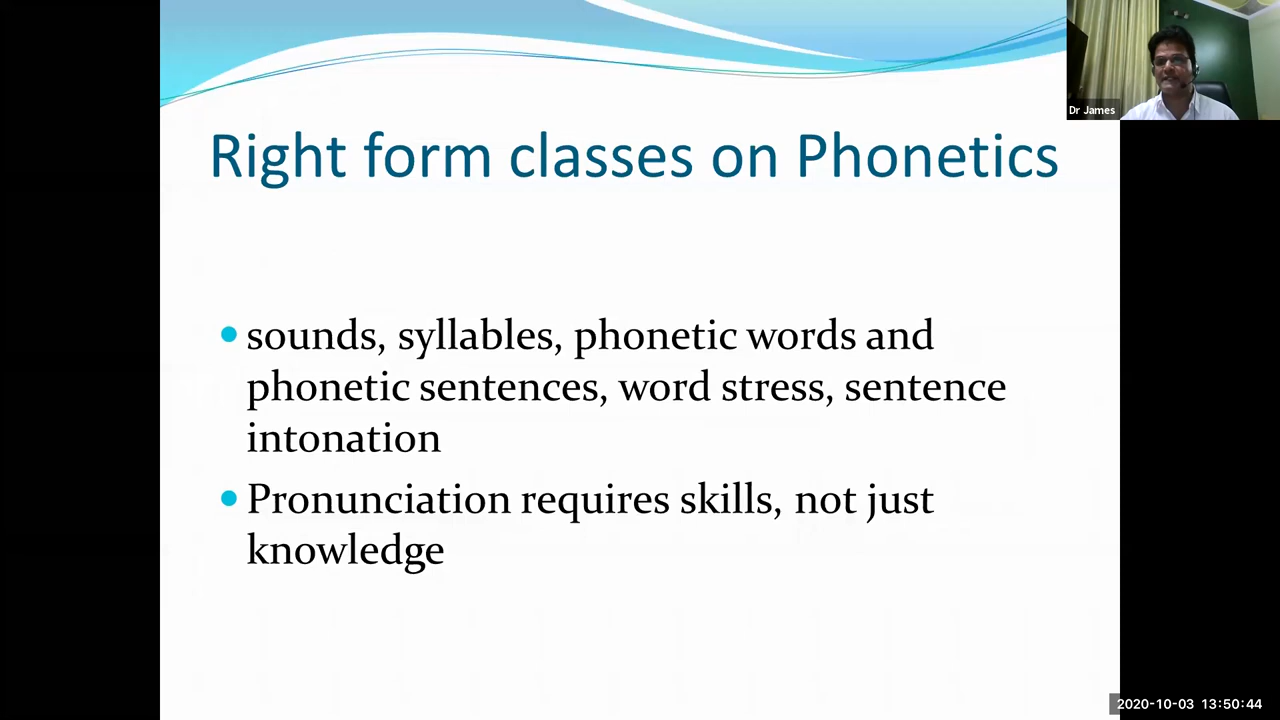 Dr James
Right form classes on Phonetics
sounds, syllables, phonetic words and
phonetic sentences, word stress, sentence
intonation
Pronunciation requires skills, not just
knowledge
2020-10-03 13:50:44